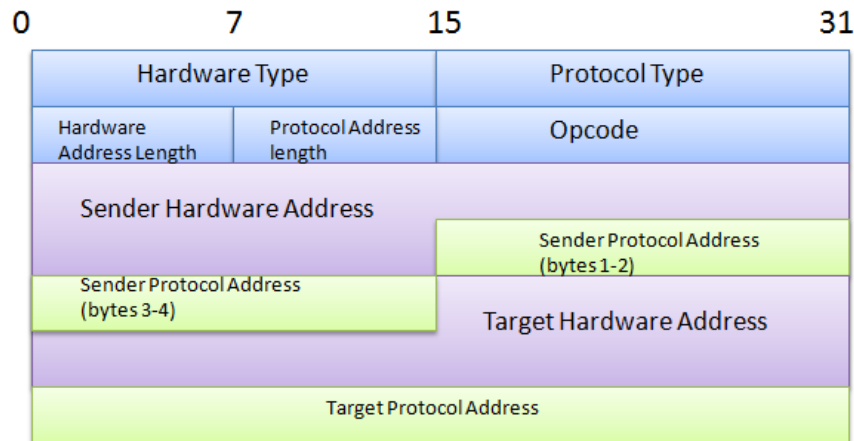 0 7 15 31
Hardware Type Protocol Type
Hardware
Address Length
Protocol Address
length
Opcode
Sender Hardware Address
Sender Protocol Address
(bytes 1-2)
Sender Protocol Address
(bytes 3-4)
Target Hardware Address
Target Protocol Address